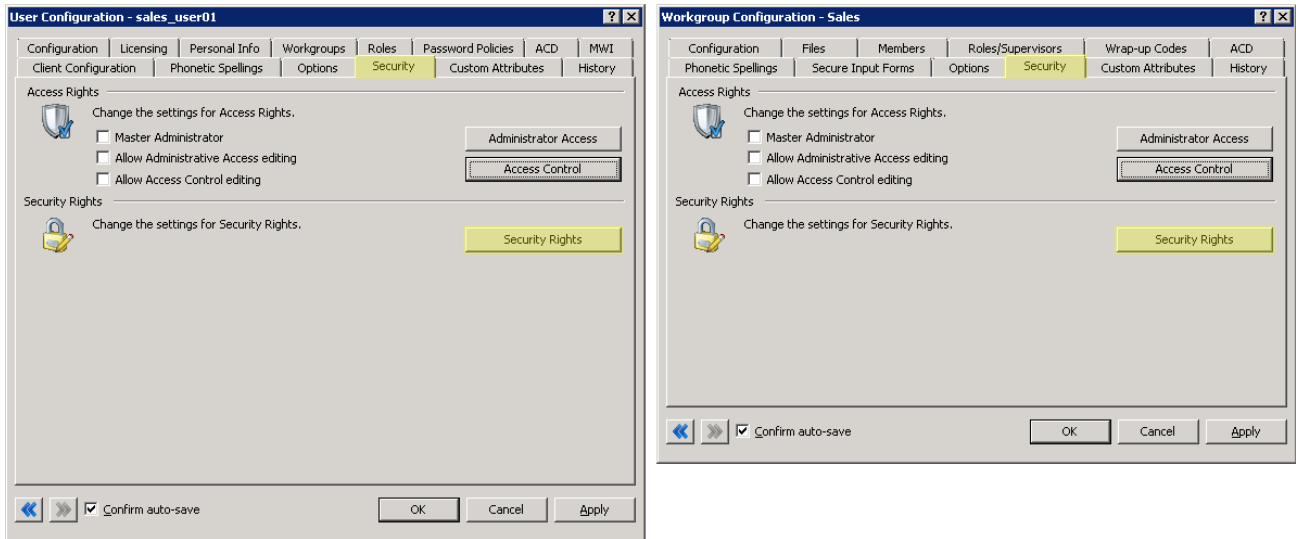 User Configuration - sales_user01
Configuration Licensing Personal Info Workgroups Roles Password Policies ACD MWI
Client Configuration Phonetic Spellings Options Security Custom Attributes History
Access Rights
Change the settings for Access Rights.
Master Administrator
Administrator Access
Allow Administrative Access editing
Access Control
Allow Access Control editing
Security Rights
Change the settings for Security Rights.
Security Rights
Confirm auto-save OK Cancel Apply
Workgroup Configuration - Sales
Configuration Files Members Roles/Supervisors Wrap-up Codes ACD
Phonetic Spellings Secure Input Forms Options Security Custom Attributes History
Access Rights
Change the settings for Access Rights.
Master Administrator
Administrator Access
Allow Administrative Access editing
Access Control
Allow Access Control editing
Security Rights
Change the settings for Security Rights.
Security Rights
Confirm auto-save OK Cancel Apply